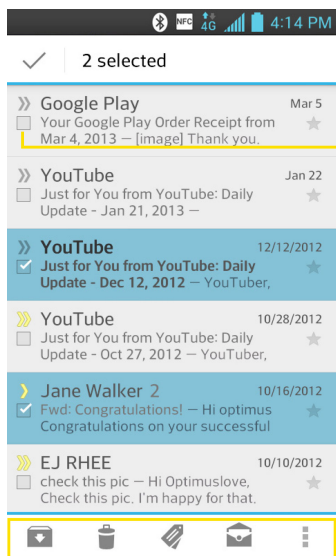 NFC 4G 4:14 PM
2 selected
Google Play Mar 5
Your Google Play Order Receipt from
Mar 4, 2013 – [image] Thank you.
YouTube Jan 22
Just for You from YouTube: Daily
Update - Jan 21, 2013 –
YouTube 12/12/2012
Just for You from YouTube: Daily
Update - Dec 12, 2012 – YouTuber,
YouTube 10/28/2012
Just for You from YouTube: Daily
Update - Oct 27, 2012 – YouTuber,
Jane Walker 2 10/16/2012
Fwd: Congratulations! – Hi optimus
Congratulations on your successful
EJ RHEE 10/10/2012
check this pic – Hi Optimuslove,
Check this pic. I'm happy for that.